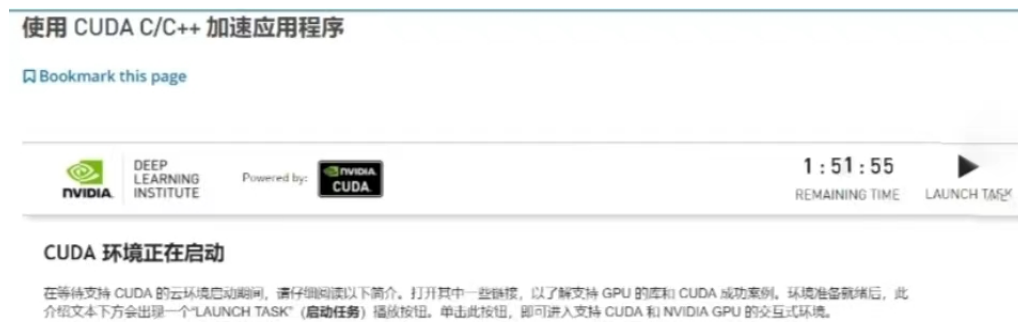 使用 CUDA C/C++ 加速应用程序
Bookmark this page
NVIDIA
DEEP
LEARNING
INSTITUTE
Powered by:
NVIDIA
CUDA
1:51:55
REMAINING TIME
LAUNCH TASK
CUDA 环境正在启动
在等待支持 CUDA 的云环境启动期间，请仔细阅读以下简介。打开其中一些链接，以了解支持 GPU 的库和 CUDA 成功案例。环境准备就绪后，此
介绍文本下方会出现一个“LAUNCH TASK”（启动任务）播放按钮。单击此按钮，即可进入支持 CUDA 和 NVIDIA GPU 的交互式环境。